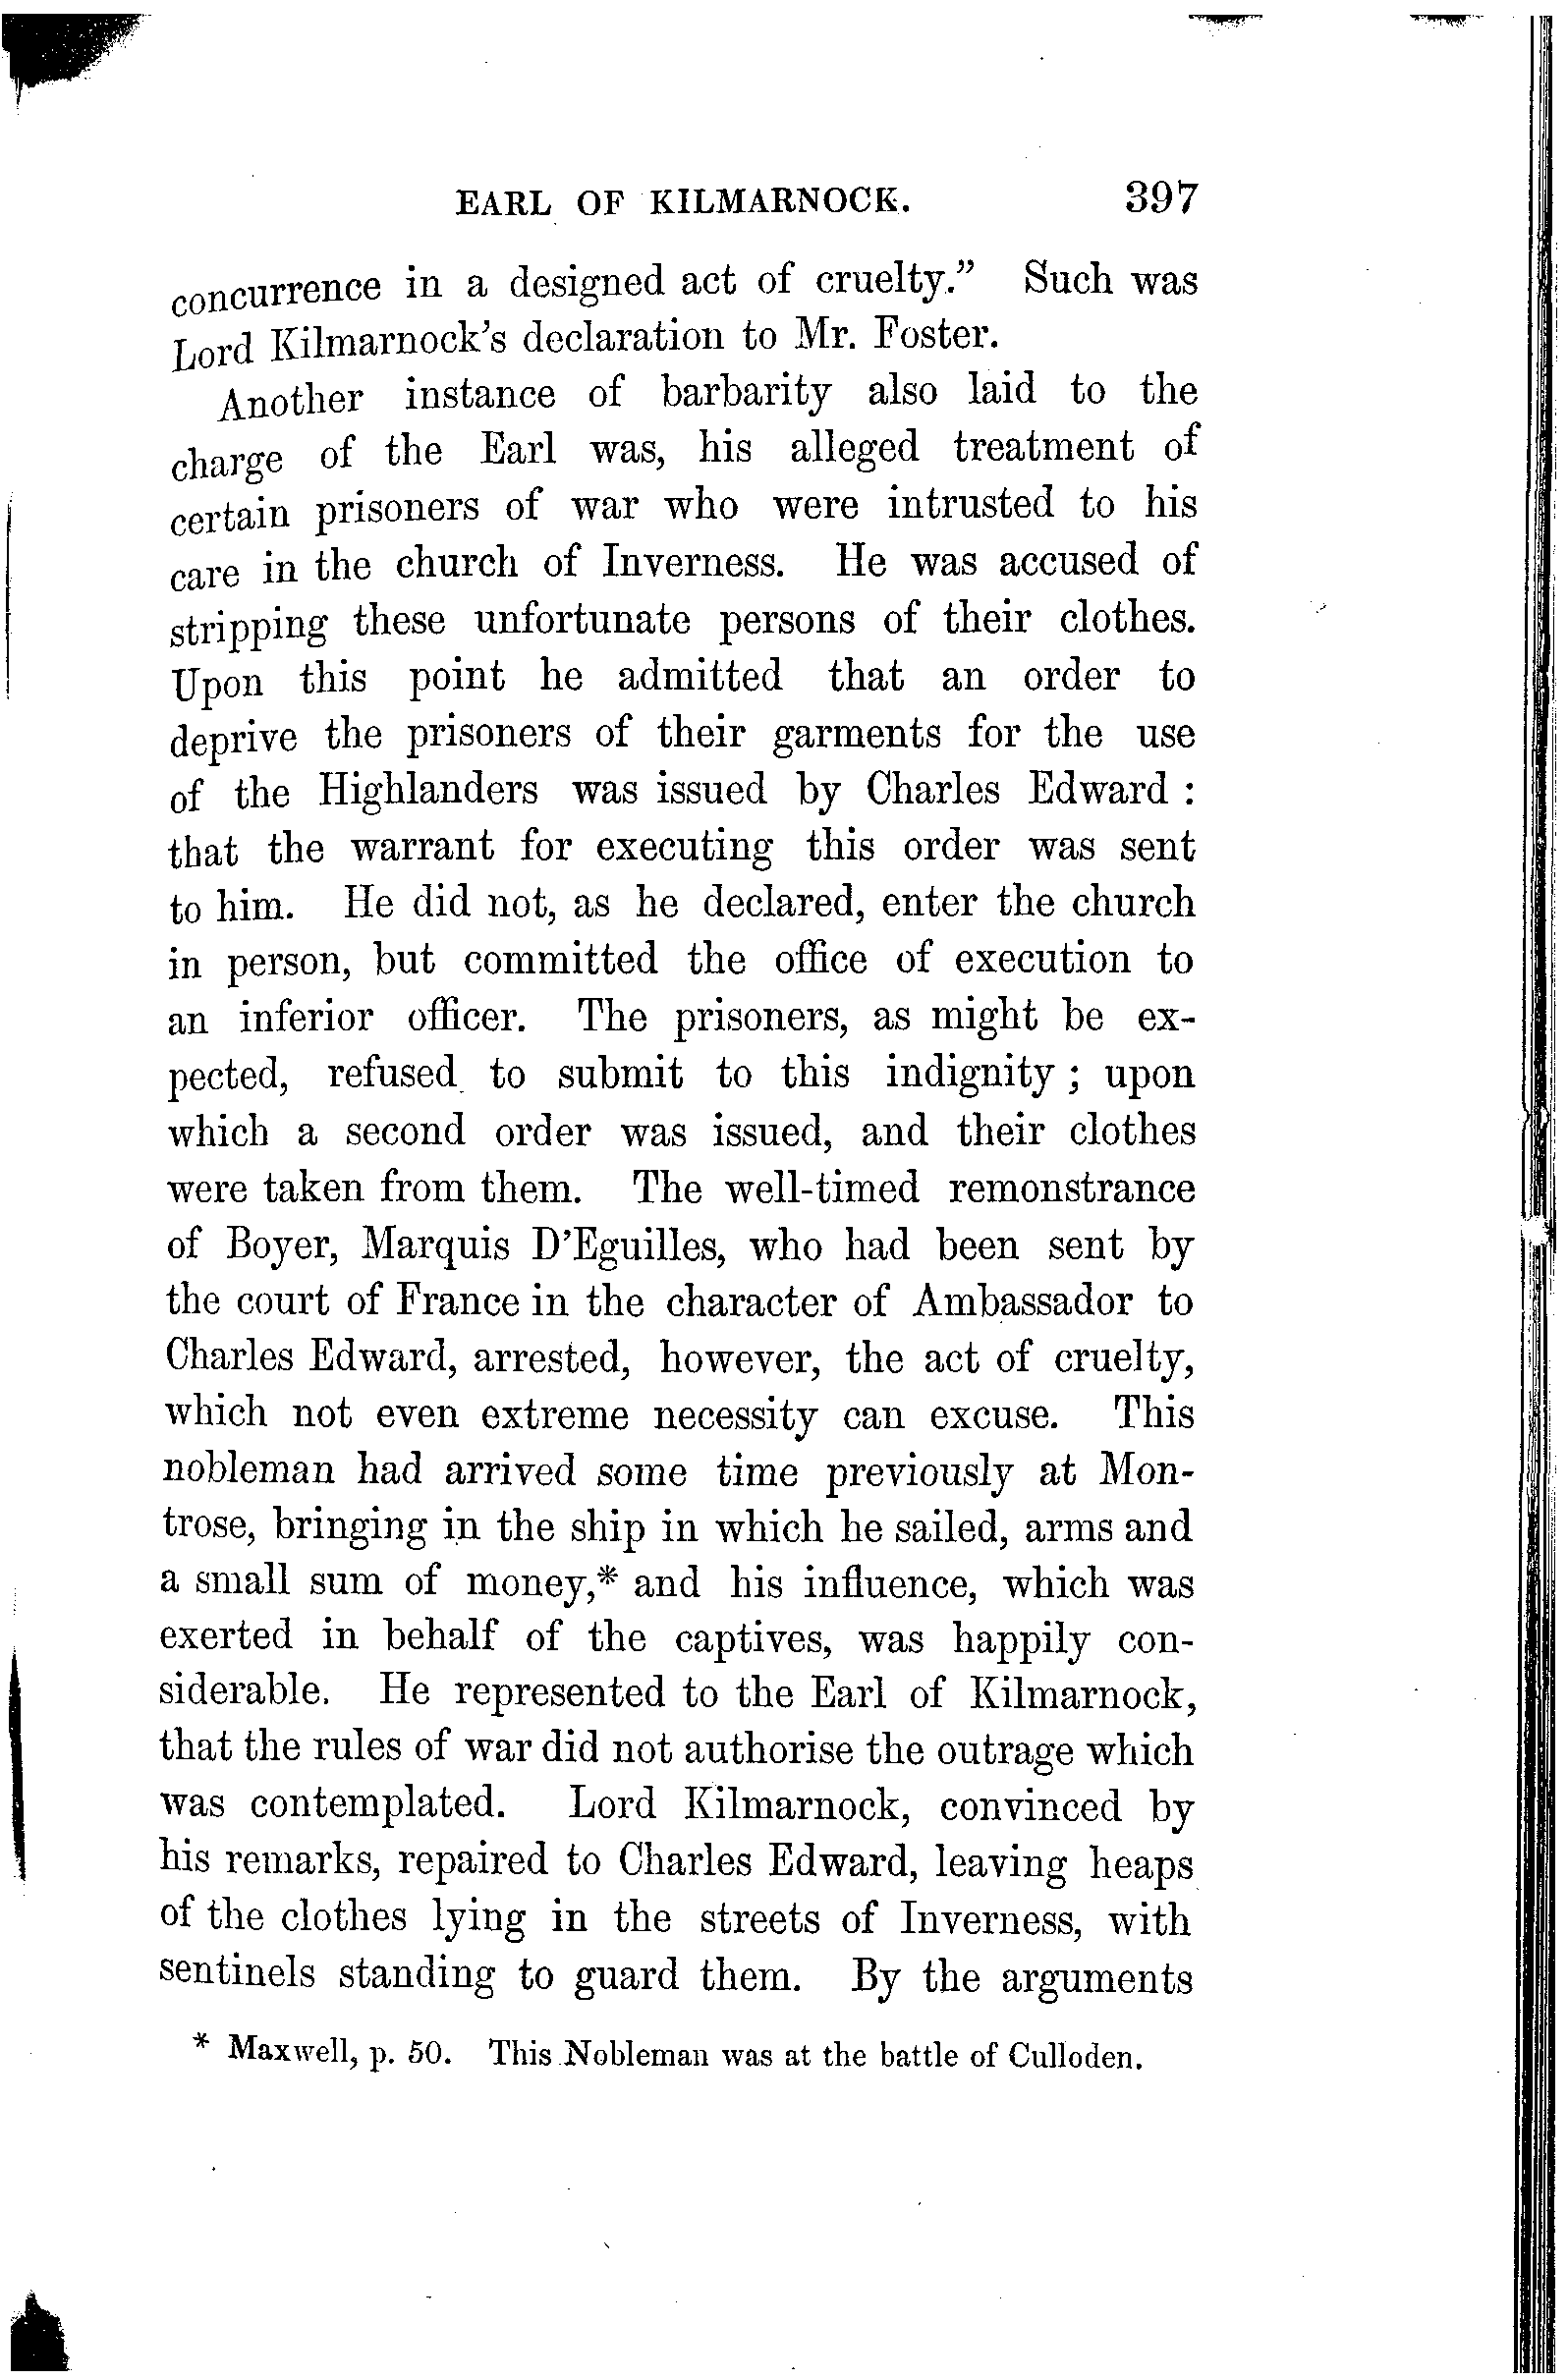 EARL OF KILMARNOCK. 397
concurrence in a designed act of cruelty.” Such was
Lord Kilmarnock’s declaration to Mr. Foster.
Another instance of barbarity also laid to the
charge of the Earl was, his alleged treatment of
certain prisoners of war who were intrusted to his
care in the church of Inverness. He was accused of
stripping these unfortunate persons of their clothes.
Upon this point he admitted that an order to
deprive the prisoners of their garments for the use
of the Highlanders was issued by Charles Edward :
that the warrant for executing this order was sent
to him. He did not, as he declared, enter the church
in person, but committed the office of execution to
an inferior officer. The prisoners, as might be ex-
pected, refused to submit to this indignity ; upon
which a second order was issued, and their clothes
were taken from them. The well-timed remonstrance
of Boyer, Marquis D’Eguilles, who had been sent by
the court of France in the character of Ambassador to
Charles Edward, arrested, however, the act of cruelty,
which not even extreme necessity can excuse. This
nobleman had arrived some time previously at Mon-
trose, bringing in the ship in which he sailed, arms and
a small sum of money,* and his influence, which was
exerted in behalf of the captives, was happily con-
siderable. He represented to the Earl of Kilmarnock,
that the rules of war did not authorise the outrage which
was contemplated. Lord Kilmarnock, convinced by
his remarks, repaired to Charles Edward, leaving heaps
of the clothes lying in the streets of Inverness, with
sentinels standing to guard them. By the arguments
* Maxwell, p. 50. This Nobleman was at the battle of Culloden.